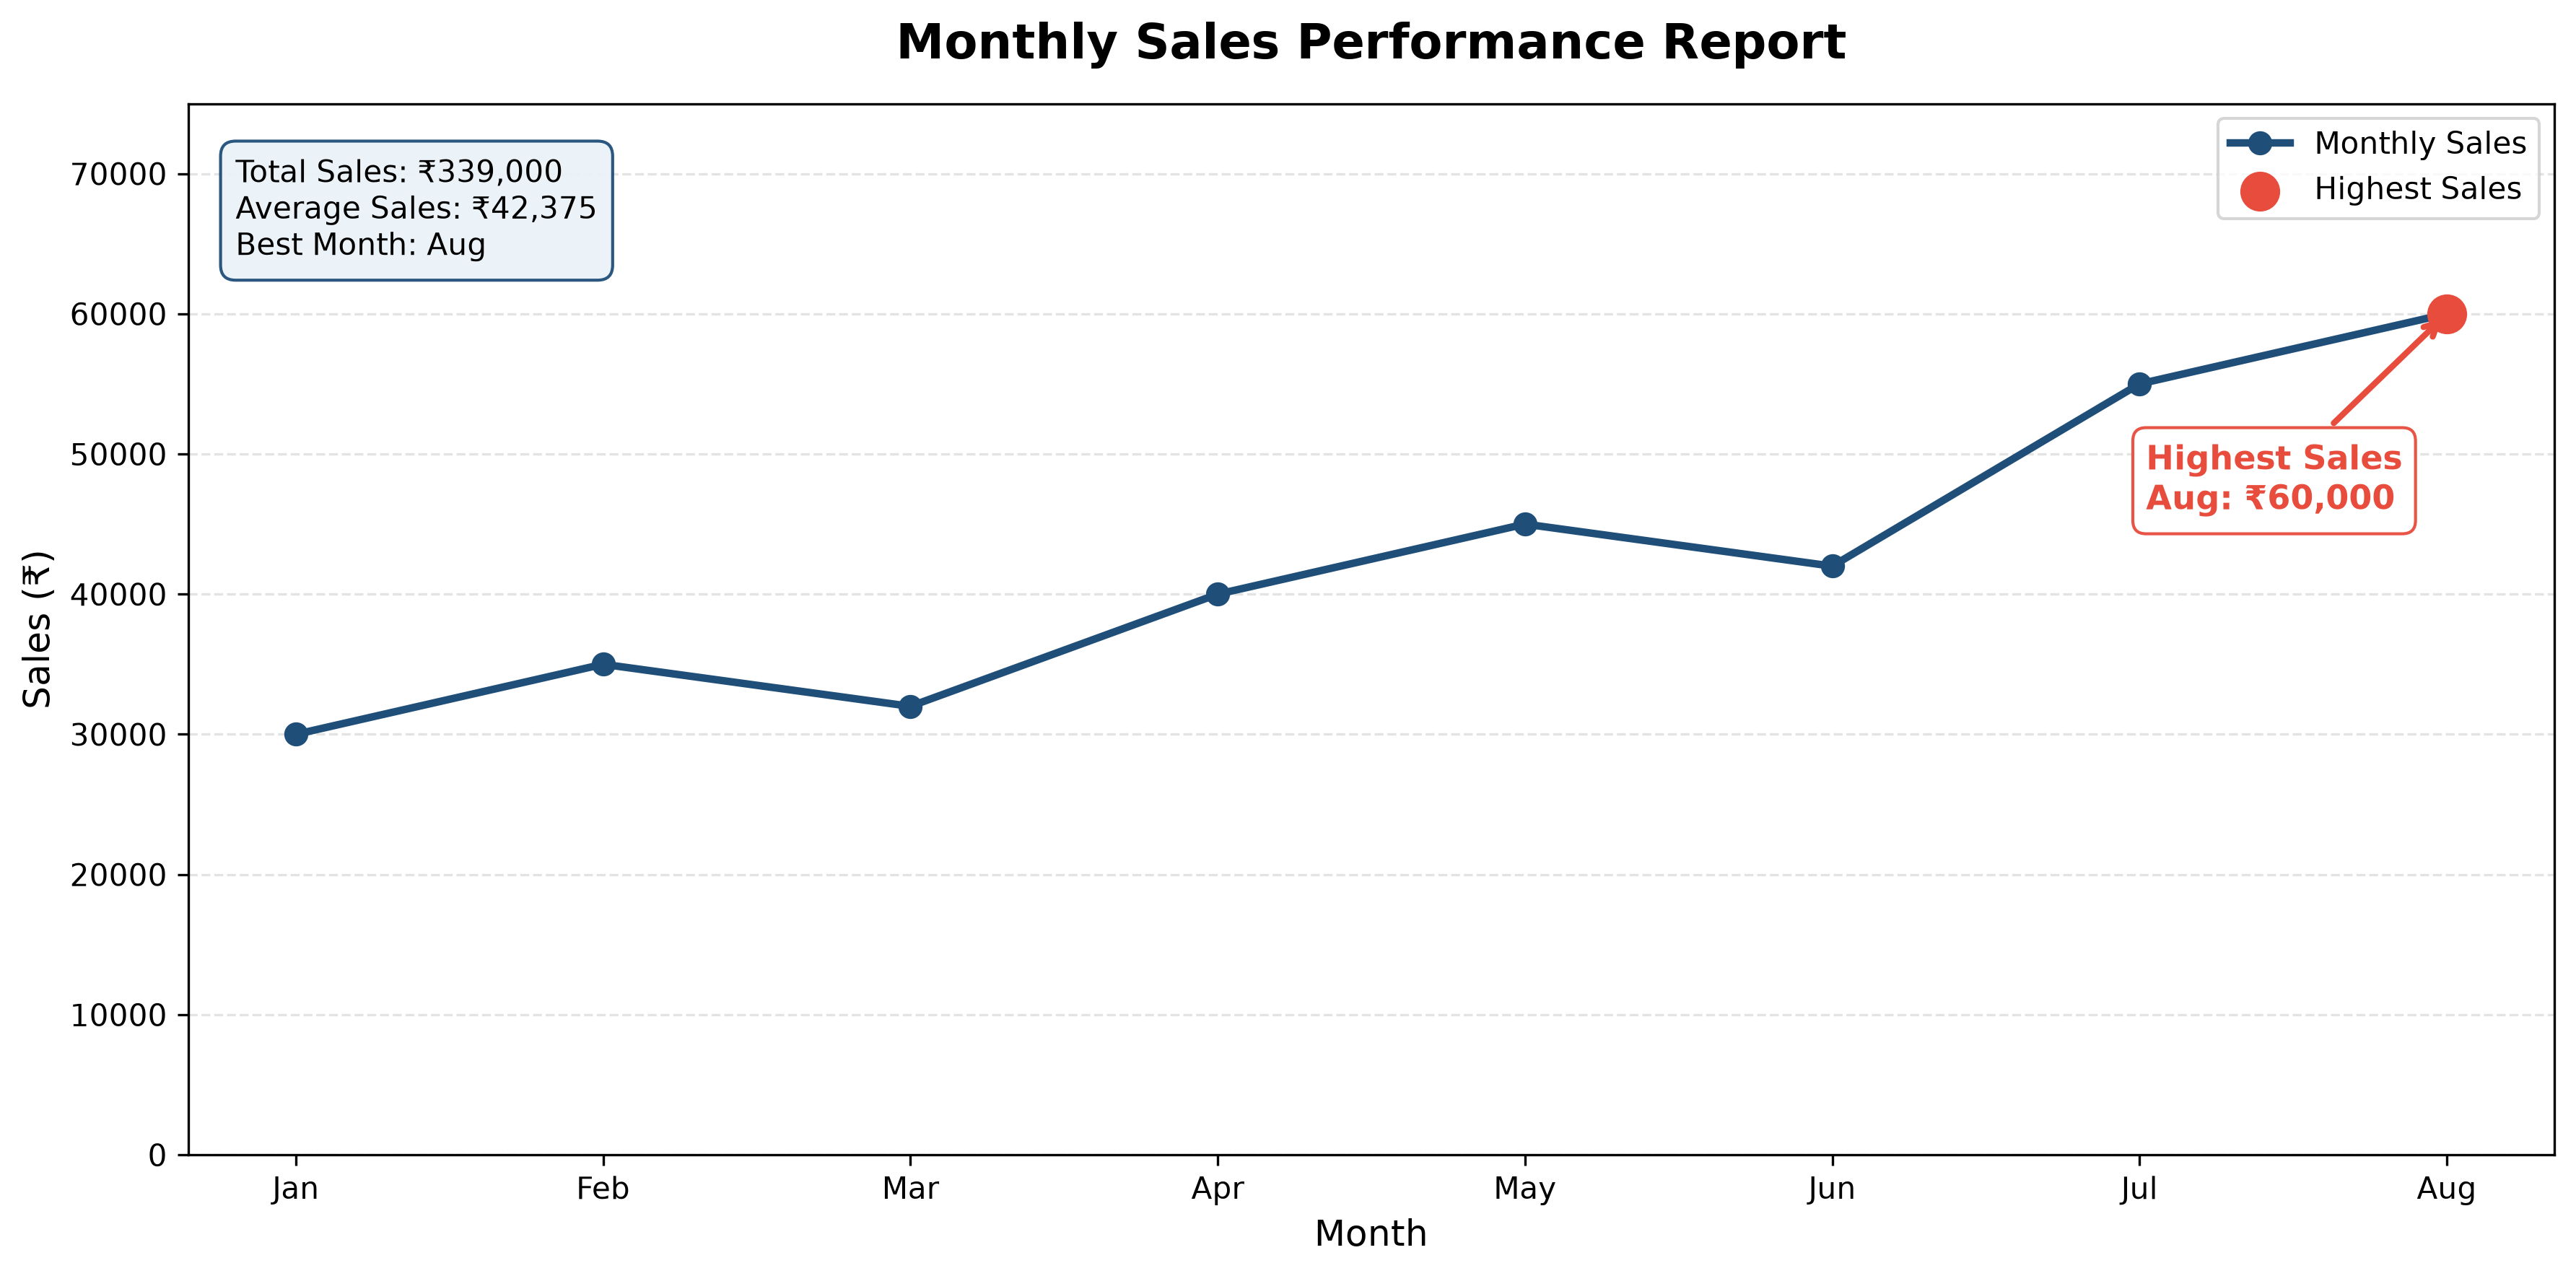 Monthly Sales Performance Report
Total Sales: ₹339,000
Average Sales: ₹42,375
Best Month: Aug
Monthly Sales
Highest Sales
Highest Sales
Aug: ₹60,000
Sales (₹)
70000
60000
50000
40000
30000
20000
10000
0
Jan Feb Mar Apr May Jun Jul Aug
Month